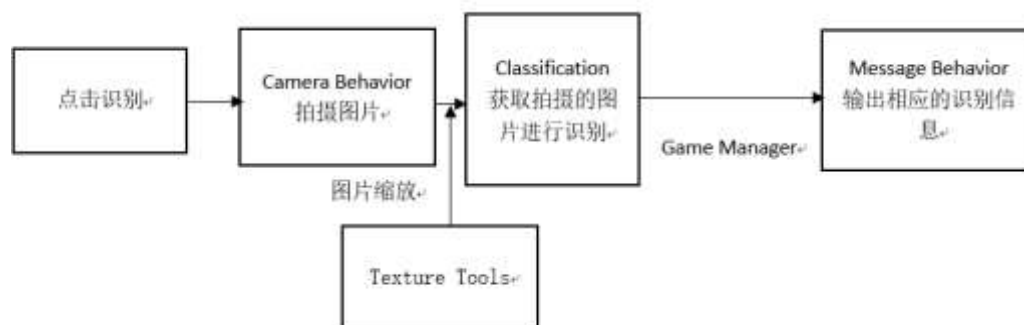 点击识别
Camera Behavior
拍摄图片
Classification
获取拍摄的图
片进行识别
Message Behavior
输出相应的识别信
息
Game Manager
图片缩放
Texture Tools